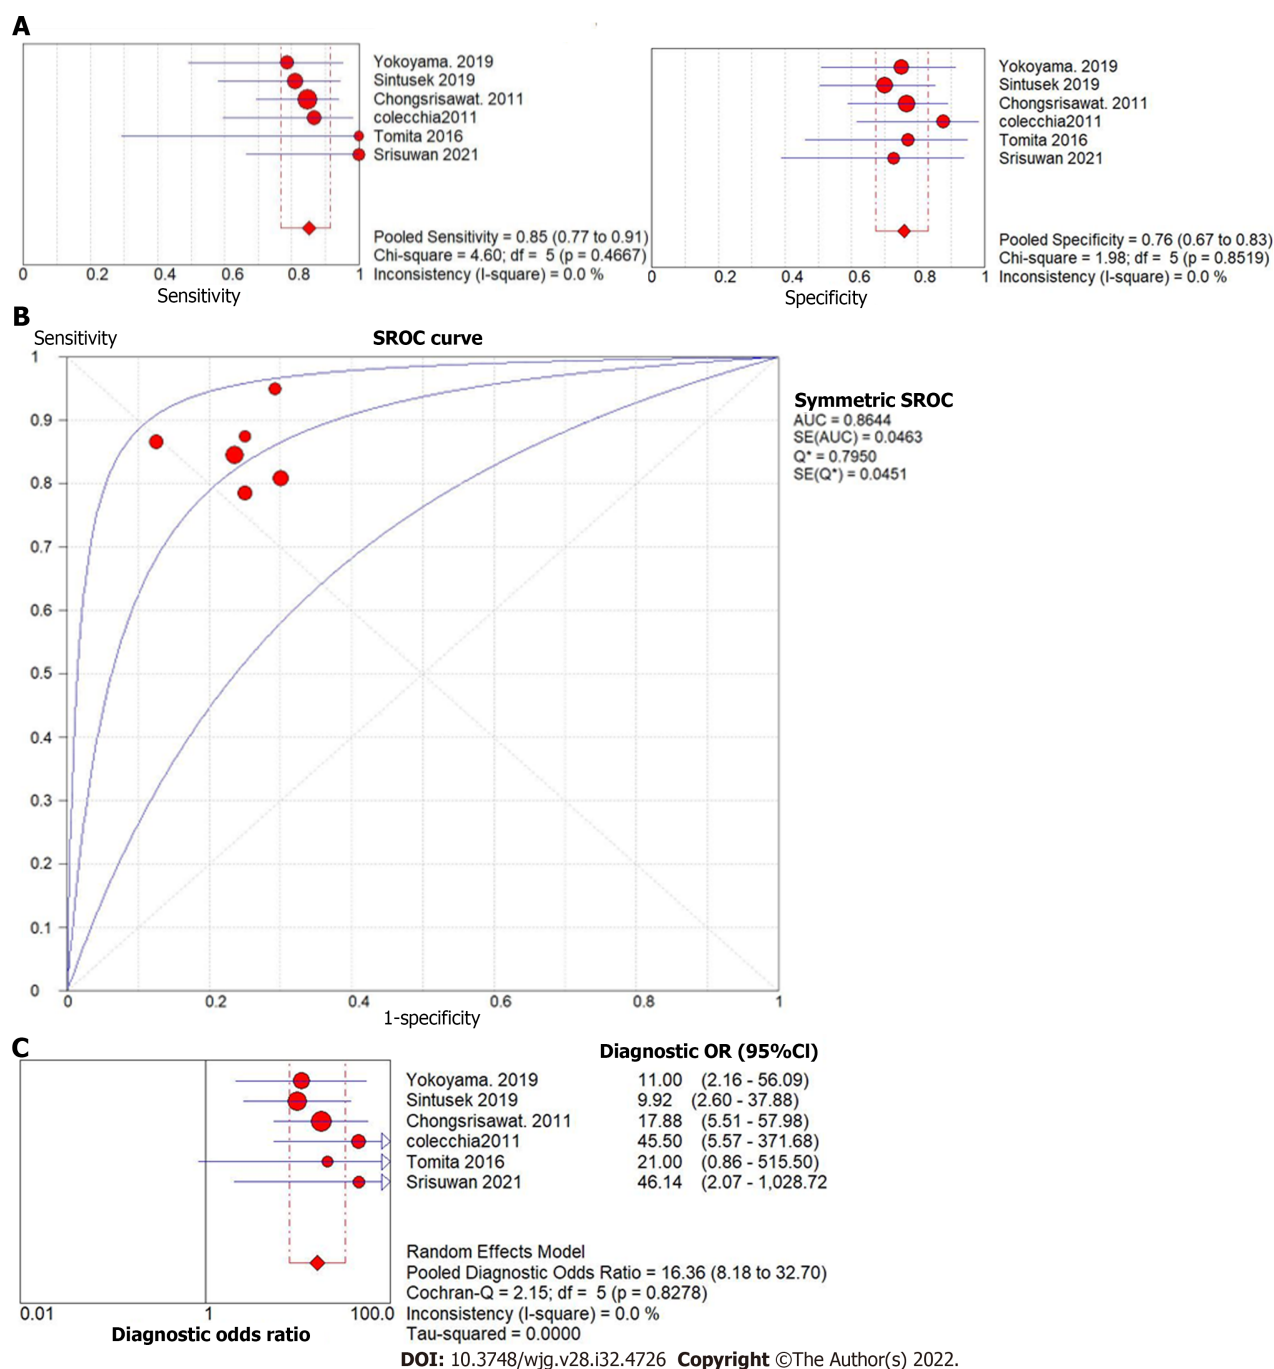 A
Yokoyama. 2019
Sintusek 2019
Chongsrisawat. 2011
colecchia2011
Tomita 2016
Srisuwan 2021
Pooled Sensitivity = 0.85 (0.77 to 0.91)
Chi-square = 4.60; df = 5 (p = 0.4667)
Inconsistency (I-square) = 0.0 %
0 0.2 0.4 0.6 0.8 1
Sensitivity
Yokoyama. 2019
Sintusek 2019
Chongsrisawat. 2011
colecchia2011
Tomita 2016
Srisuwan 2021
Pooled Specificity = 0.76 (0.67 to 0.83)
Chi-square = 1.98; df = 5 (p = 0.8519)
Inconsistency (I-square) = 0.0 %
0 0.2 0.4 0.6 0.8 1
Specificity
B
Sensitivity
SROC curve
1
0.9
0.8
0.7
0.6
0.5
0.4
0.3
0.2
0.1
0
0 0.2 0.4 0.6 0.8 1
1-specificity
Symmetric SROC
AUC = 0.8644
SE(AUC) = 0.0463
Q* = 0.7950
SE(Q*) = 0.0451
C
Diagnostic OR (95%CI)
Yokoyama. 2019 11.00 (2.16 - 56.09)
Sintusek 2019 9.92 (2.60 - 37.88)
Chongsrisawat. 2011 17.88 (5.51 - 57.98)
colecchia2011 45.50 (5.57 - 371.68)
Tomita 2016 21.00 (0.86 - 515.50)
Srisuwan 2021 46.14 (2.07 - 1,028.72
Random Effects Model
Pooled Diagnostic Odds Ratio = 16.36 (8.18 to 32.70)
Cochran-Q = 2.15; df = 5 (p = 0.8278)
Inconsistency (I-square) = 0.0 %
Tau-squared = 0.0000
0.01 1 100.0
Diagnostic odds ratio
DOI: 10.3748/wjg.v28.i32.4726 Copyright ©The Author(s) 2022.